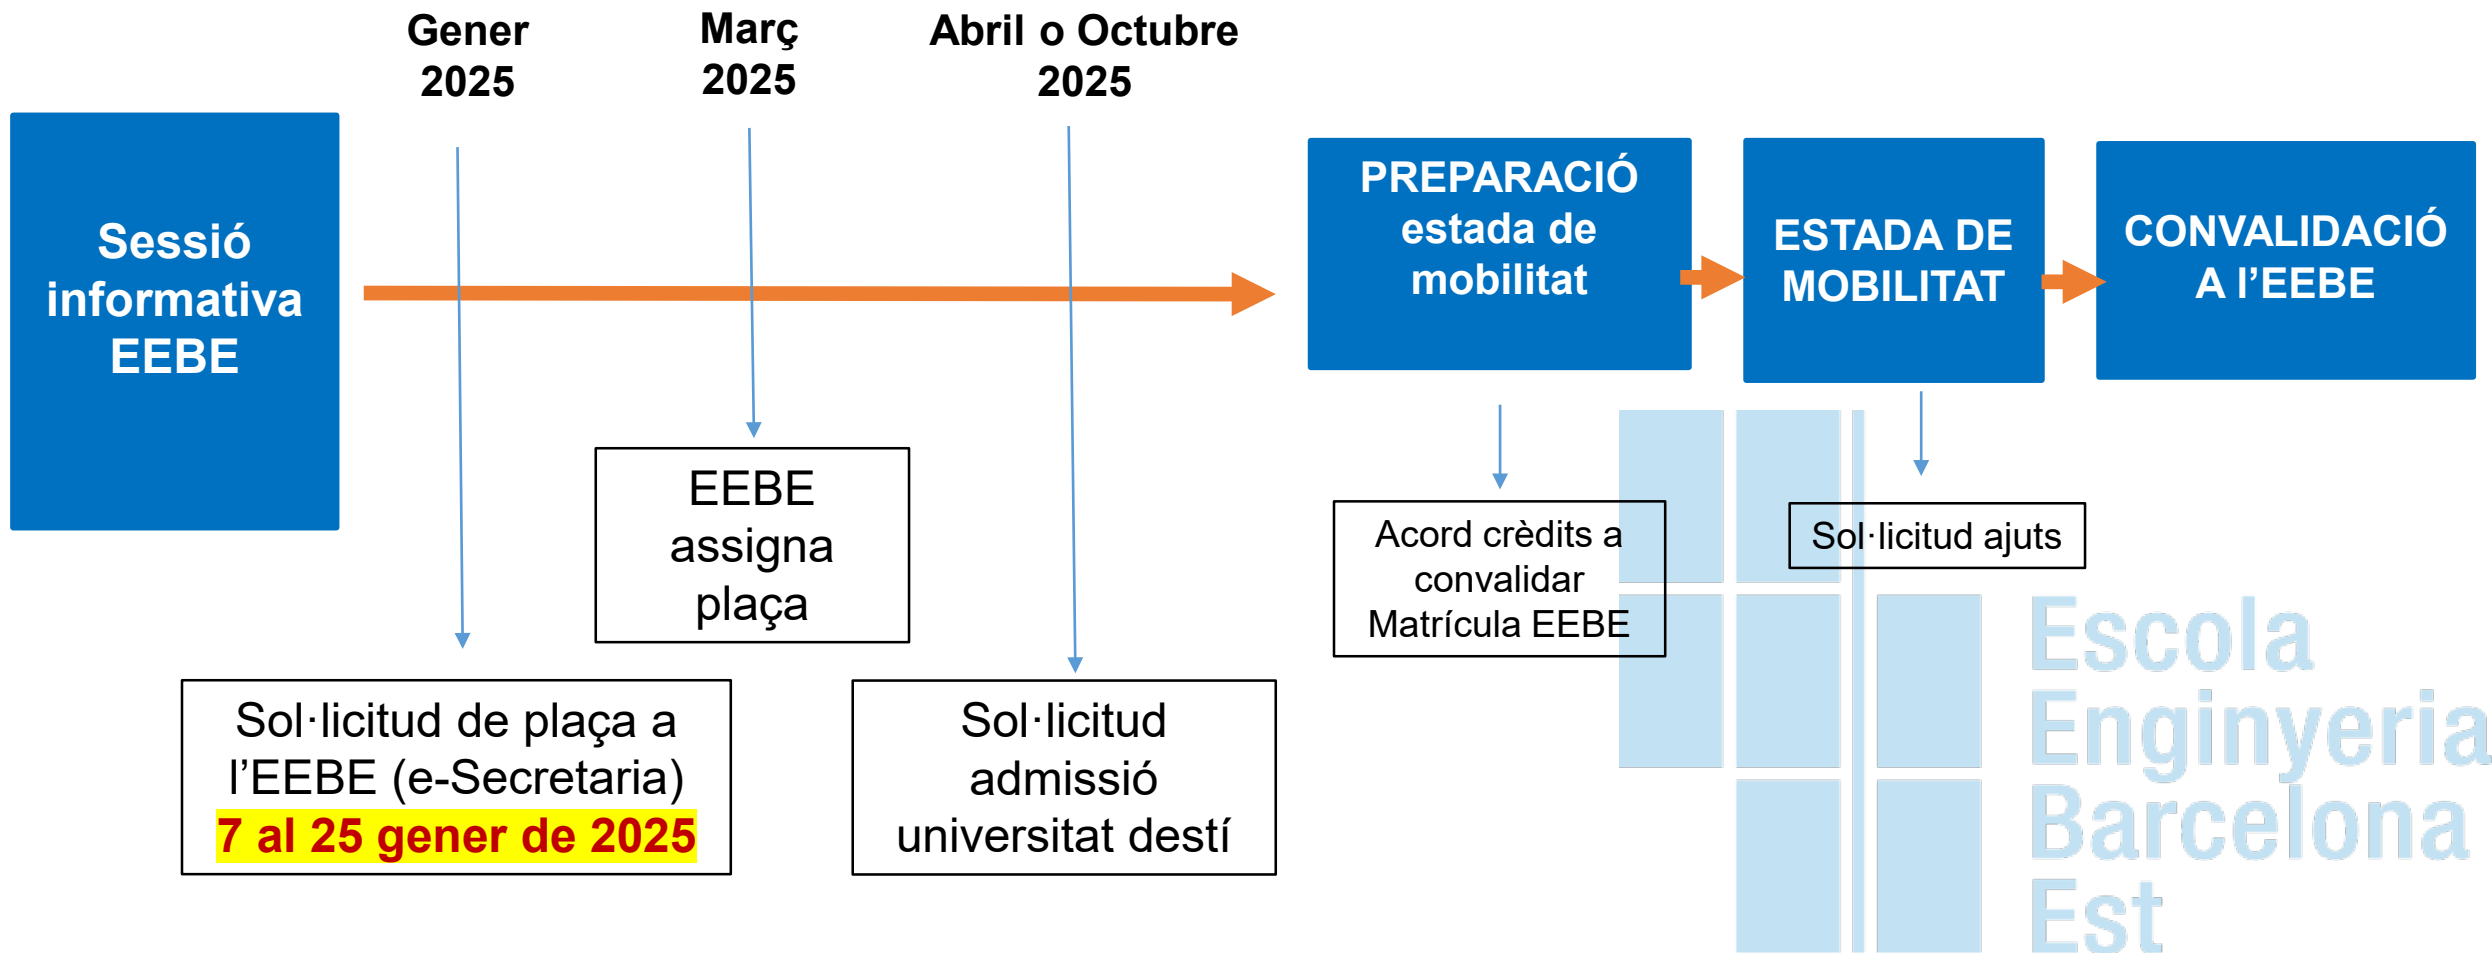 Gener
2025
Març
2025
Abril o Octubre
2025
Sessió
informativa
EEBE
PREPARACIÓ
estada de
mobilitat
ESTADA DE
MOBILITAT
CONVALIDACIÓ
A l’EEBE
EEBE
assigna
plaça
Acord crèdits a
convalidar
Matrícula EEBE
Sol·licitud ajuts
Sol·licitud de plaça a
l’EEBE (e-Secretaria)
7 al 25 gener de 2025
Sol·licitud
admissió
universitat destí
Escola
Enginyeria
Barcelona
Est